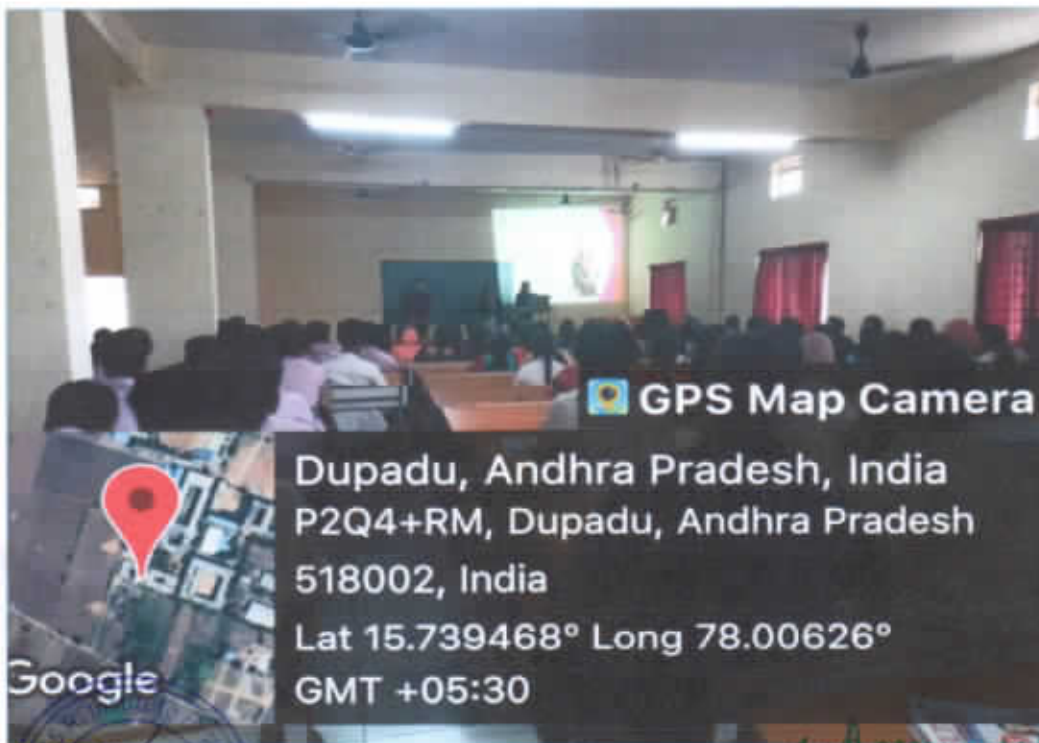 GPS Map Camera
Dupadu, Andhra Pradesh, India
P2Q4+RM, Dupadu, Andhra Pradesh
518002, India
Lat 15.739468° Long 78.00626°
GMT +05:30
Google